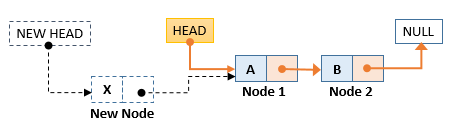 NEW HEAD
HEAD
NULL
X
New Node
A
Node 1
B
Node 2